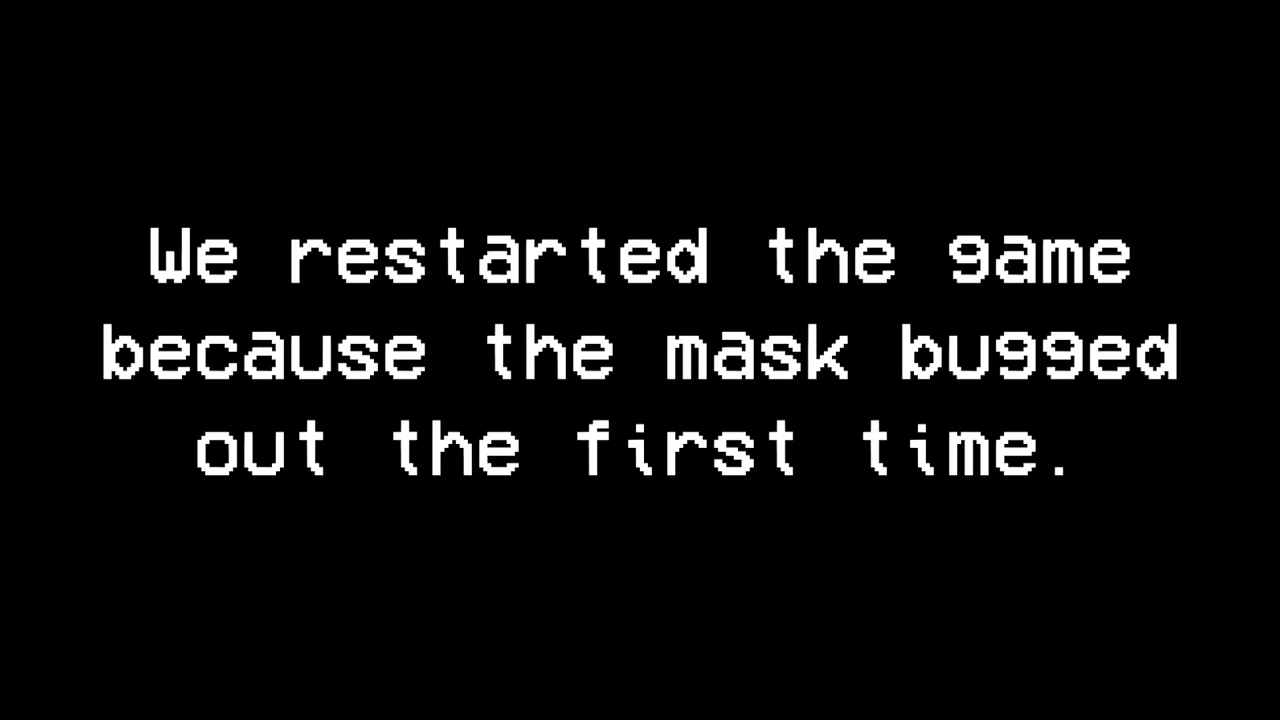 We restarted the game
because the mask bugged
out the first time.